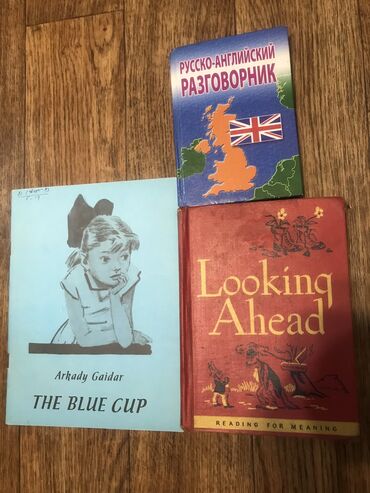 РУССКО-АНГЛИЙСКИЙ
РАЗГОВОРНИК
Arkady Gaidar
THE BLUE CUP
Looking
Ahead
READING FOR MEANING